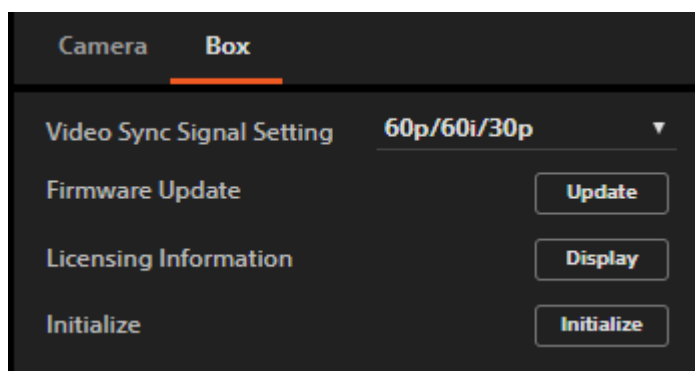 Camera Box
Video Sync Signal Setting 60p/60i/30p
Firmware Update Update
Licensing Information Display
Initialize Initialize